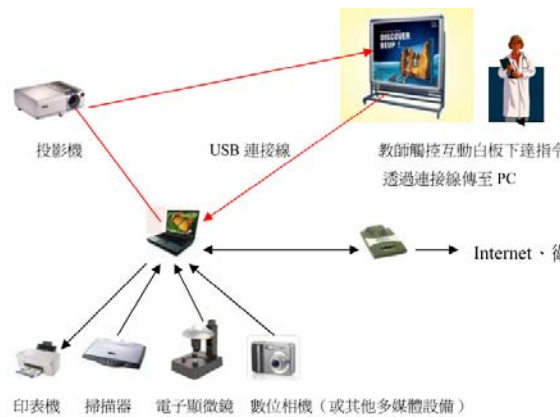 DISCOVER
投影機
USB 連接線
教師觸控互動白板下達指令
透過連接線傳至 PC
Internet、
印表機
掃描器
電子顯微鏡
數位相機（或其他多媒體設備）